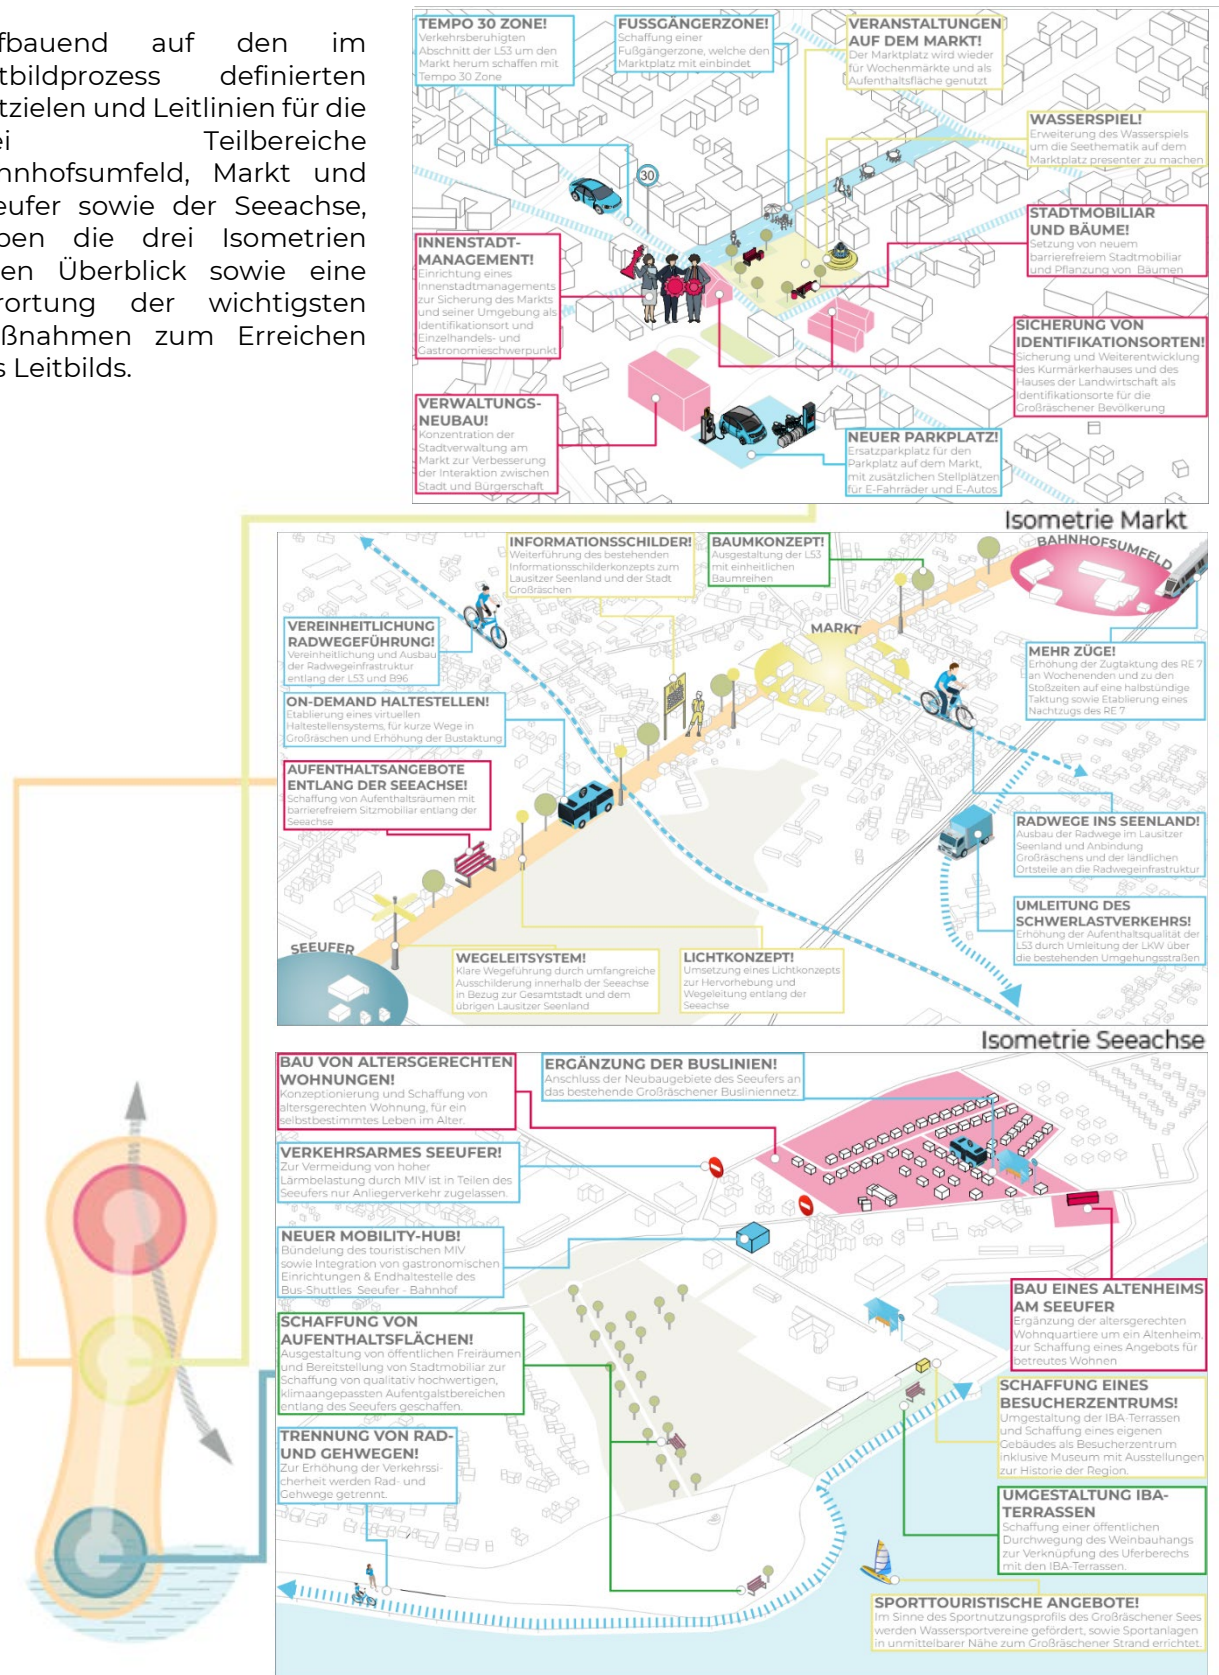 fbauend auf den im
tbildprozess definierten
tzielen und Leitlinien für die
ei Teilbereiche
hnhofsumfeld, Markt und
eufer sowie der Seeachse,
ben die drei Isometrien
en Überblick sowie eine
rortung der wichtigsten
ßnahmen zum Erreichen
s Leitbilds.
TEMPO 30 ZONE!
Verkehrsberuhigten
Abschnitt der L53 um den
Markt herum schaffen mit
Tempo 30 Zone
FUSSGÄNGERZONE!
Schaffung einer
Fußgängerzone, welche den
Marktplatz mit einbindet
VERANSTALTUNGEN
AUF DEM MARKT!
Der Marktplatz wird wieder
für Wochenmärkte und als
Aufenthaltsfläche genutzt
WASSERSPIEL!
Erweiterung des Wasserspiels
um die Seethematik auf dem
Marktplatz presenter zu machen
30
STADTMOBILIAR
UND BÄUME!
Setzung von neuem
barrierefreiem Stadtmobiliar
und Pflanzung von Bäumen
INNENSTADT-
MANAGEMENT!
Einrichtung eines
Innenstadtmanagements
zur Sicherung des Markts
und seiner Umgebung als
Identifikationsort und
Einzelhandels- und
Gastronomieschwerpunkt
SICHERUNG VON
IDENTIFIKATIONSORTEN!
Sicherung und Weiterentwicklung
des Kurmärkerhauses und des
Hauses der Landwirtschaft als
Identifikationsorte für die
Großräschener Bevölkerung
VERWALTUNGS-
NEUBAU!
Konzentration der
Stadtverwaltung am
Markt zur Verbesserung
der Interaktion zwischen
Stadt und Bürgerschaft
NEUER PARKPLATZ!
Ersatzparkplatz für den
Parkplatz auf dem Markt,
mit zusätzlichen Stellplätzen
für E-Fahrräder und E-Autos
Isometrie Markt
INFORMATIONSSCHILDER!
Weiterführung des bestehenden
Informationsschilderkonzepts zum
Lausitzer Seenland und der Stadt
Großräschen
BAUMKONZEPT!
Ausgestaltung der L53
mit einheitlichen
Baumreihen
BAHNHOFSUMFELD
VEREINHEITLICHUNG
RADWEGEFÜHRUNG!
Vereinheitlichung und Ausbau
der Radwegeinfrastruktur
entlang der L53 und B96
MARKT
MEHR ZÜGE!
Erhöhung der Zugtaktung des RE 7
an Wochenenden und zu den
Stoßzeiten auf eine halbstündige
Taktung sowie Etablierung eines
Nachtzugs des RE 7
ON-DEMAND HALTESTELLEN!
Etablierung eines virtuellen
Haltestellensystems, für kurze Wege in
Großräschen und Erhöhung der Bustaktung
AUFENTHALTSANGEBOTE
ENTLANG DER SEEACHSE!
Schaffung von Aufenthaltsräumen mit
barrierefreiem Sitzmobiliar entlang der
Seeachse
RADWEGE INS SEENLAND!
Ausbau der Radwege im Lausitzer
Seenland und Anbindung
Großräschens und der ländlichen
Ortsteile an die Radwegeinfrastruktur
UMLEITUNG DES
SCHWERLASTVERKEHRS!
Erhöhung der Aufenthaltsqualität der
L53 durch Umleitung der LKW über
die bestehenden Umgehungsstraßen
SEEUFER
WEGELEITSYSTEM!
Klare Wegeführung durch umfangreiche
Ausschilderung innerhalb der Seeachse
in Bezug zur Gesamtstadt und dem
übrigen Lausitzer Seenland
LICHTKONZEPT!
Umsetzung eines Lichtkonzepts
zur Hervorhebung und
Wegeleitung entlang der
Seeachse
Isometrie Seeachse
BAU VON ALTERSGERECHTEN
WOHNUNGEN!
Konzeptionierung und Schaffung von
altersgerechten Wohnung, für ein
selbstbestimmtes Leben im Alter.
ERGÄNZUNG DER BUSLINIEN!
Anschluss der Neubaugebiete des Seeufers an
das bestehende Großräschener Busliniennetz.
VERKEHRSARMES SEEUFER!
Zur Vermeidung von hoher
Lärmbelastung durch MIV ist in Teilen des
Seeufers nur Anliegerverkehr zugelassen.
NEUER MOBILITY-HUB!
Bündelung des touristischen MIV
sowie Integration von gastronomischen
Einrichtungen & Endhaltestelle des
Bus-Shuttles Seeufer - Bahnhof
BAU EINES ALTENHEIMS
AM SEEUFER
Ergänzung der altersgerechten
Wohnquartiere um ein Altenheim,
zur Schaffung eines Angebots für
betreutes Wohnen
SCHAFFUNG VON
AUFENTHALTSFLÄCHEN!
Ausgestaltung von öffentlichen Freiräumen
und Bereitstellung von Stadtmobiliar zur
Schaffung von qualitativ hochwertigen,
klimaangepassten Aufentgalstbereichen
entlang des Seeufers geschaffen.
SCHAFFUNG EINES
BESUCHERZENTRUMS!
Umgestaltung der IBA-Terrassen
und Schaffung eines eigenen
Gebäudes als Besucherzentrum
inklusive Museum mit Ausstellungen
zur Historie der Region.
TRENNUNG VON RAD-
UND GEHWEGEN!
Zur Erhöhung der Verkehrssi-
cherheit werden Rad- und
Gehwege getrennt.
UMGESTALTUNG IBA-
TERRASSEN
Schaffung einer öffentlichen
Durchwegung des Weinbauhangs
zur Verknüpfung des Uferberechs
mit den IBA-Terrassen.
SPORTTOURISTISCHE ANGEBOTE!
Im Sinne des Sportnutzungsprofils des Großräschener Sees
werden Wassersportvereine gefördert, sowie Sportanlagen
in unmittelbarer Nähe zum Großräschener Strand errichtet.